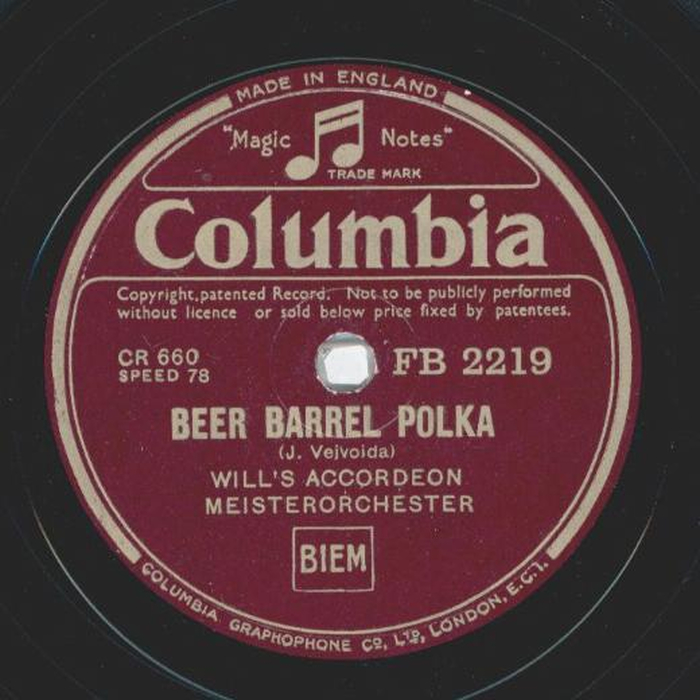 MADE IN ENGLAND
"Magic Notes"
TRADE MARK
Columbia
Copyright, patented Record. Not to be publicly performed
without licence or sold below price fixed by patentees.
CR 660 FB 2219
SPEED 78
BEER BARREL POLKA
(J. Vejvoida)
WILL'S ACCORDEON
MEISTERORCHESTER
BIEM
COLUMBIA GRAPHOPHONE CO, LTD, LONDON, E.C.1.